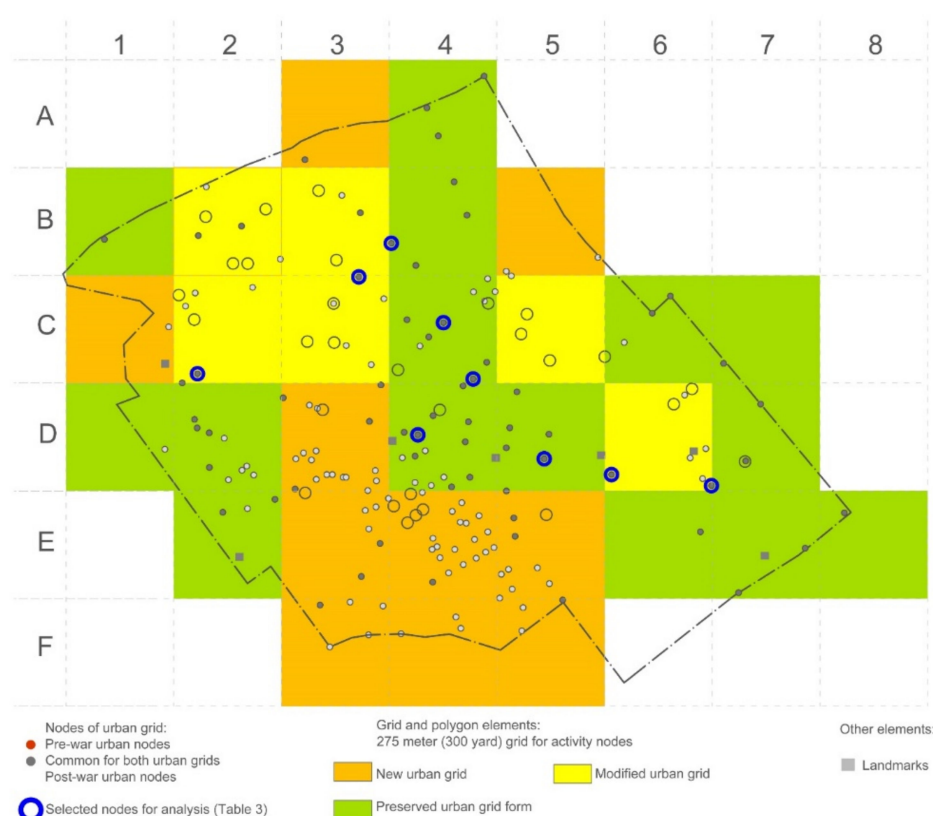 1 2 3 4 5 6 7 8
A
B
C
D
E
F
Nodes of urban grid:
Pre-war urban nodes
Common for both urban grids
Post-war urban nodes
Selected nodes for analysis (Table 3)
Grid and polygon elements:
275 meter (300 yard) grid for activity nodes
New urban grid
Modified urban grid
Preserved urban grid form
Other elements:
Landmarks